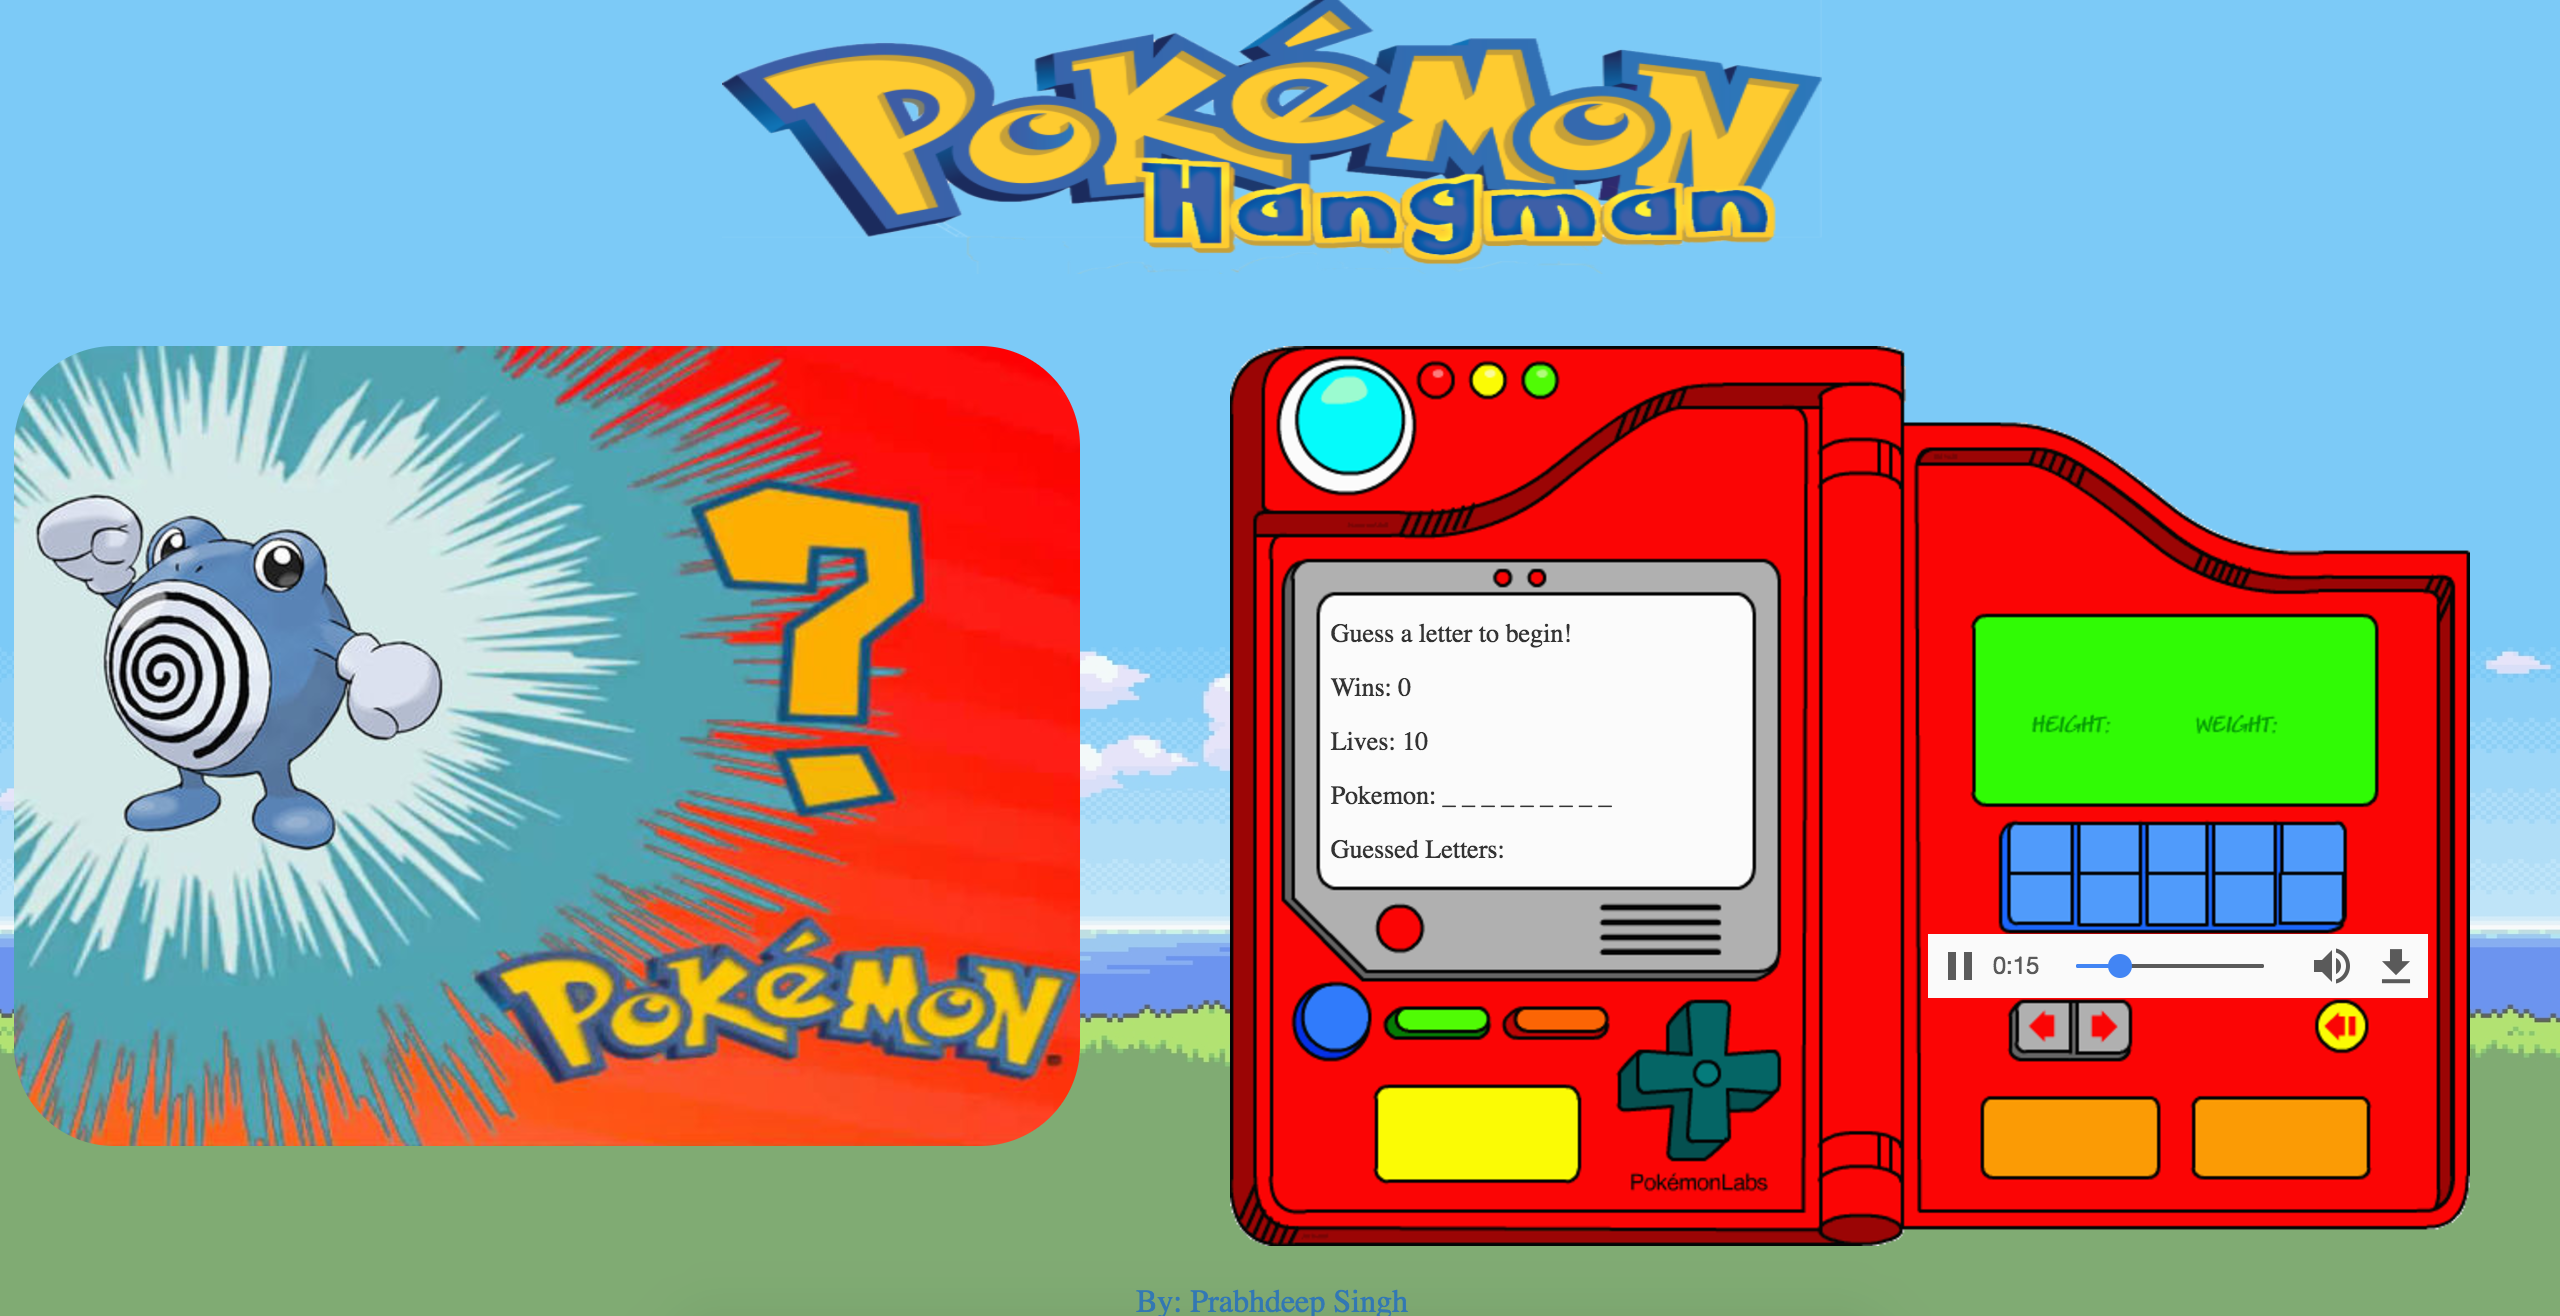 POKéMON
Hangman
?
POKéMON
Guess a letter to begin!
Wins: 0
Lives: 10
Pokemon: _ _ _ _ _ _ _ _ _
Guessed Letters:
HEIGHT: WEIGHT:
0:15
PokémonLabs
By: Prabhdeep Singh